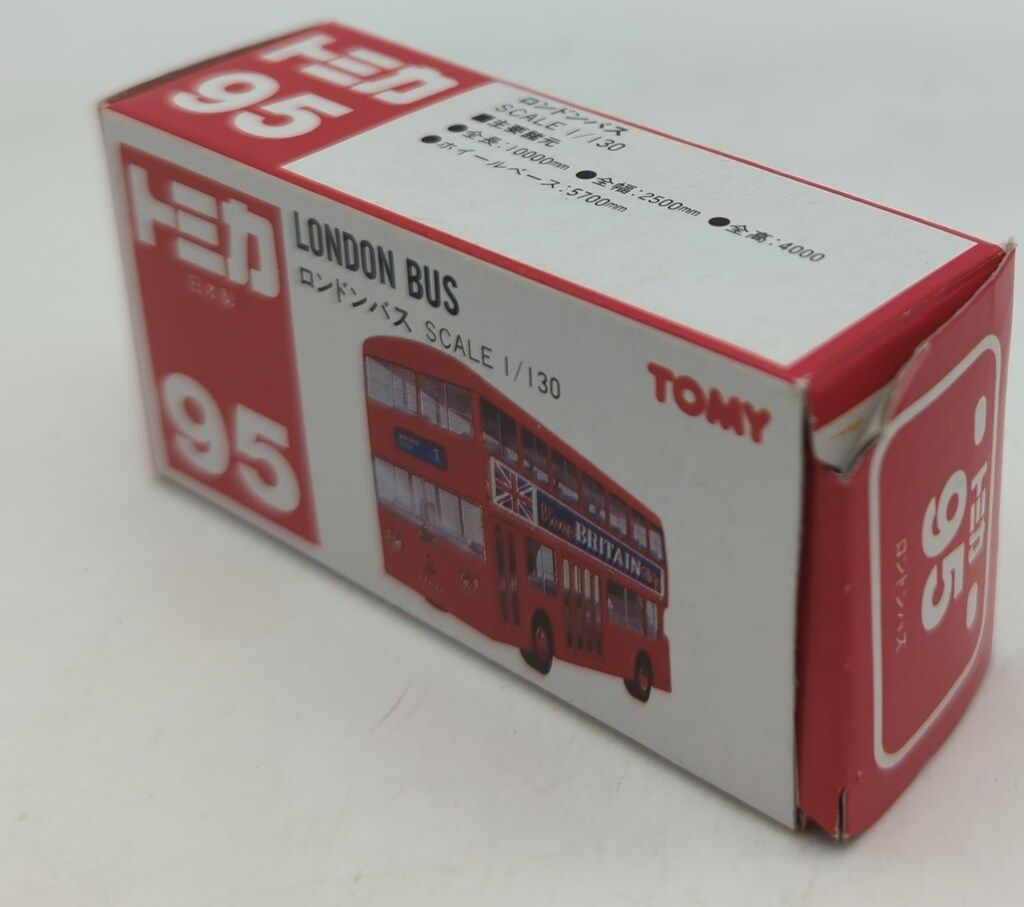 トミカ
95
ロンドンバス
SCALE 1/130
■主要諸元
●全長:10000mm ●全幅:2500mm ●全高:4000
●ホイールベース:5700mm
トミカ
日本製
95
LONDON BUS
ロンドンバス SCALE 1/130
TOMY
1
BRITAIN
トミカ
95
ロンドンバス